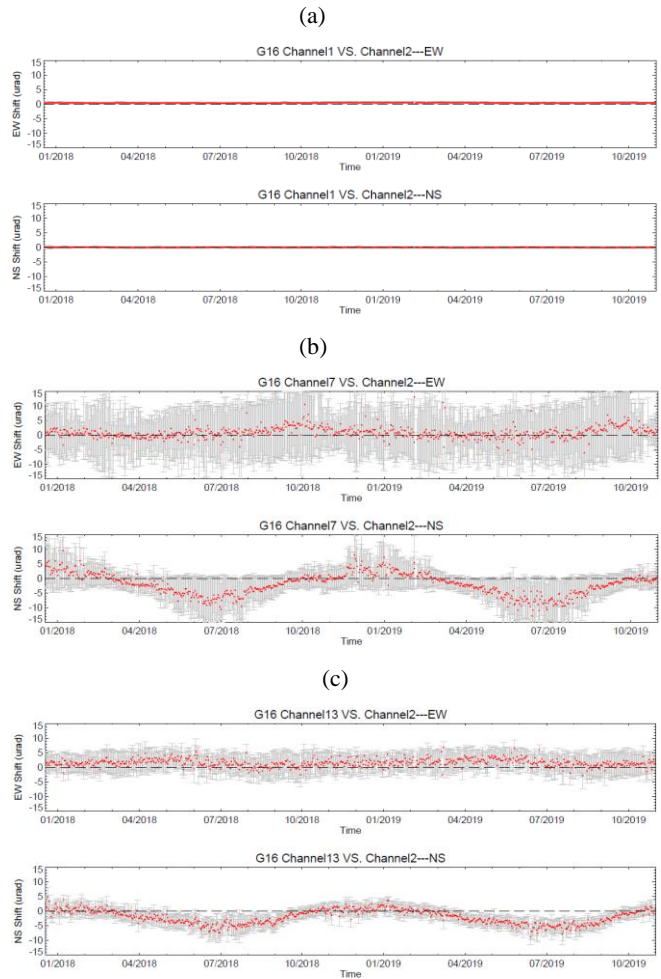 (a)
G16 Channel1 VS. Channel2---EW
15
10
5
0
-5
-10
-15
EW Shift (urad)
01/2018 04/2018 07/2018 10/2018 01/2019 04/2019 07/2019 10/2019
Time
G16 Channel1 VS. Channel2---NS
15
10
5
0
-5
-10
-15
NS Shift (urad)
01/2018 04/2018 07/2018 10/2018 01/2019 04/2019 07/2019 10/2019
Time
(b)
G16 Channel7 VS. Channel2---EW
15
10
5
0
-5
-10
-15
EW Shift (urad)
01/2018 04/2018 07/2018 10/2018 01/2019 04/2019 07/2019 10/2019
Time
G16 Channel7 VS. Channel2---NS
15
10
5
0
-5
-10
-15
NS Shift (urad)
01/2018 04/2018 07/2018 10/2018 01/2019 04/2019 07/2019 10/2019
Time
(c)
G16 Channel13 VS. Channel2---EW
15
10
5
0
-5
-10
-15
EW Shift (urad)
01/2018 04/2018 07/2018 10/2018 01/2019 04/2019 07/2019 10/2019
Time
G16 Channel13 VS. Channel2---NS
15
10
5
0
-5
-10
-15
NS Shift (urad)
01/2018 04/2018 07/2018 10/2018 01/2019 04/2019 07/2019 10/2019
Time